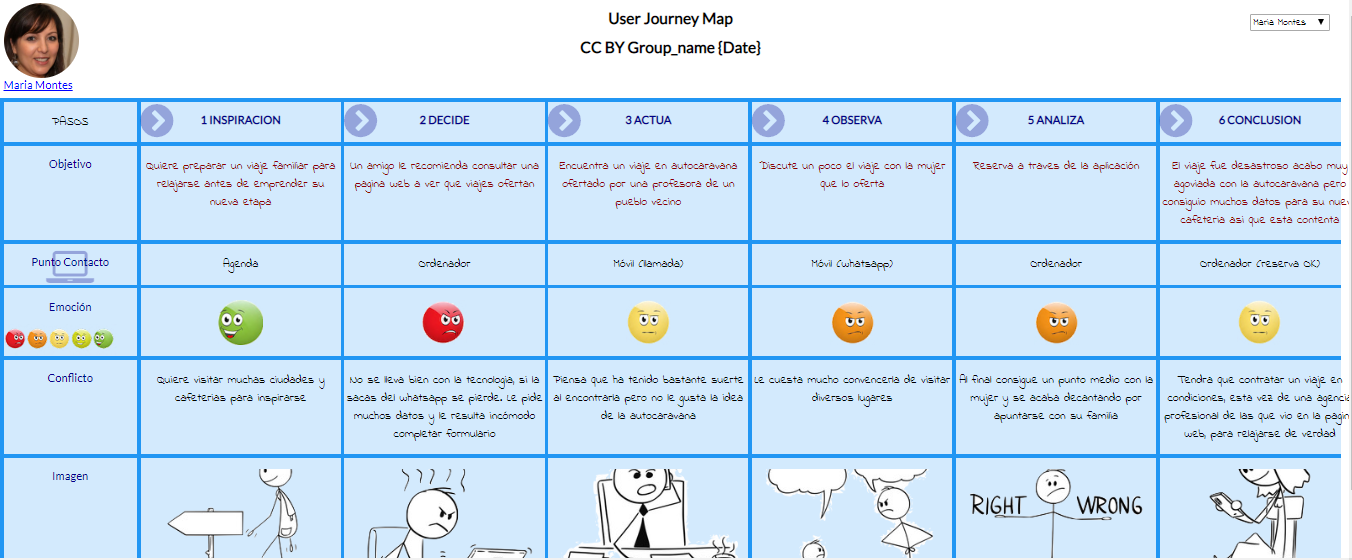 User Journey Map
Maria Montes ▼
CC BY Group_name {Date}
Maria Montes
PASOS
1 INSPIRACION
2 DECIDE
3 ACTUA
4 OBSERVA
5 ANALIZA
6 CONCLUSION
Objetivo
Quiere preparar un viaje familiar para
relajarse antes de emprender su
nueva etapa
Un amigo le recomienda consultar una
pagina web a ver que viajes ofertan
Encuentra un viaje en autocaravana
ofertado por una profesora de un
pueblo vecino
Discute un poco el viaje con la mujer
que lo oferta
Reserva a traves de la aplicación
El viaje fue desastroso acabo muy
agoviada con la autocaravana pero
consiguio muchos datos para su
cafeteria asi que esta contenta
Punto Contacto
Agenda
Ordenador
Móvil (llamada)
Móvil (whatsapp)
Ordenador
Ordenador (reserva OK)
Emoción
Conflicto
Quiere visitar muchas ciudades y
cafeterias para inspirarse
No se lleva bien con la tecnologia, si la
sacas del whatsapp se pierde. Le pide
muchos datos y le resulta incómodo
completar formulario
Piensa que ha tenido bastante suerte
al encontrarla pero no le gusta la idea
de la autocaravana
Le cuesta mucho convencerla de visitar
diversos lugares
Al final consigue un punto medio con la
mujer y se acaba decantando por
apuntarse con su familia
Tendra que contratar un viaje en
condiciones, esta vez de una agencia
profesional de las que vio en la
web, para relajarse de verdad
Imagen
RIGHT
WRONG